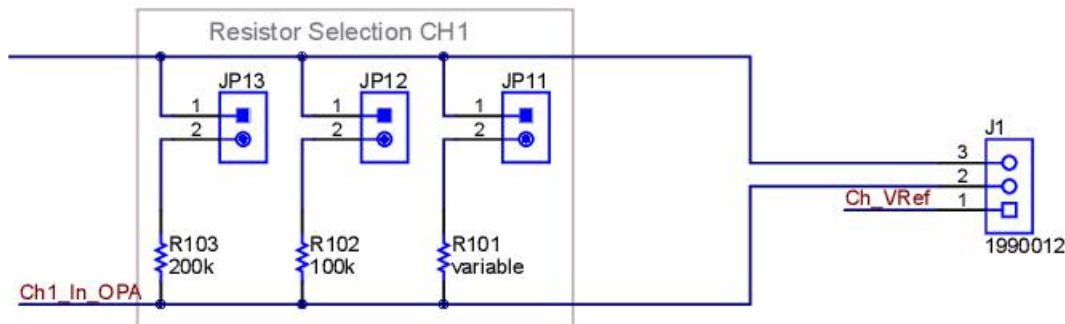 Resistor Selection CH1
JP13
JP12
JP11
1
1
1
2
2
2
J1
3
2
Ch_VRef
1
R103
R102
R101
200k
100k
variable
1990012
Ch1_In_OPA